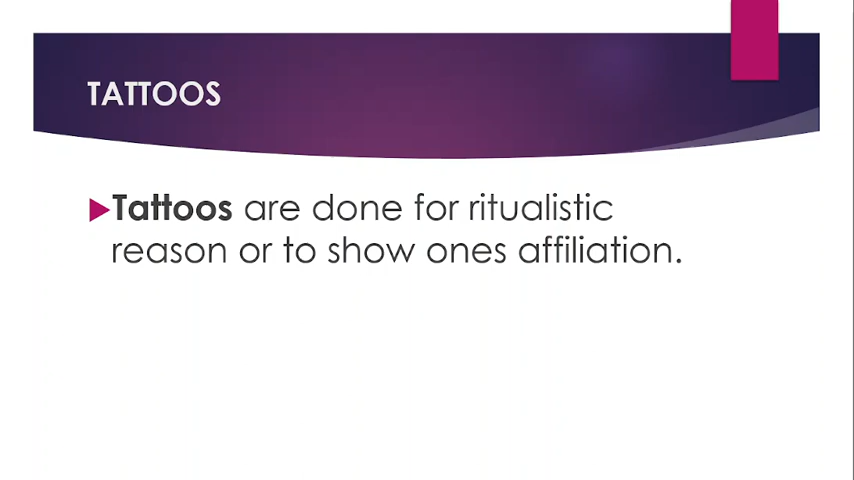 TATTOOS
Tattoos are done for ritualistic
reason or to show ones affiliation.